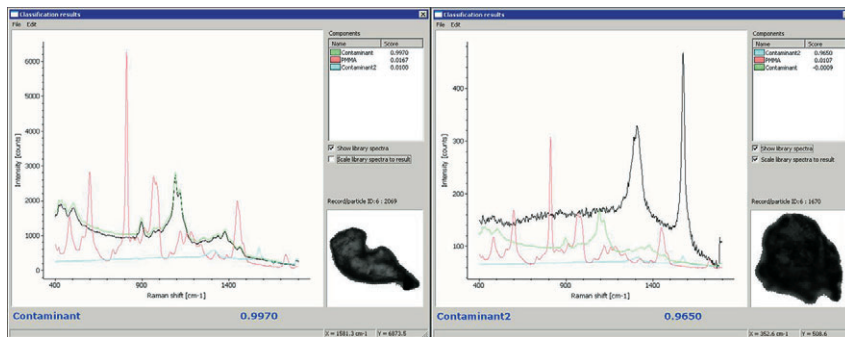 Classification results
File Edit
Components
Name Score
Contaminant 0.9970
PMMA 0.0167
Contaminant2 0.0100
Show library spectra
Scale library spectra to result
Record/particle ID:6 : 2069
Intensity [counts]
6000
5000
4000
3000
2000
1000
0
400 900 1400
Raman shift [cm-1]
Contaminant 0.9970
X = 1581.3 cm-1 Y = 6873.5
Classification results
File Edit
Components
Name Score
Contaminant2 0.9650
PMMA 0.0107
Contaminant -0.0009
Show library spectra
Scale library spectra to result
Record/particle ID:6 : 1670
Intensity [counts]
400
300
200
100
400 900 1400
Raman shift [cm-1]
Contaminant2 0.9650
X = 352.6 cm-1 Y = 508.6